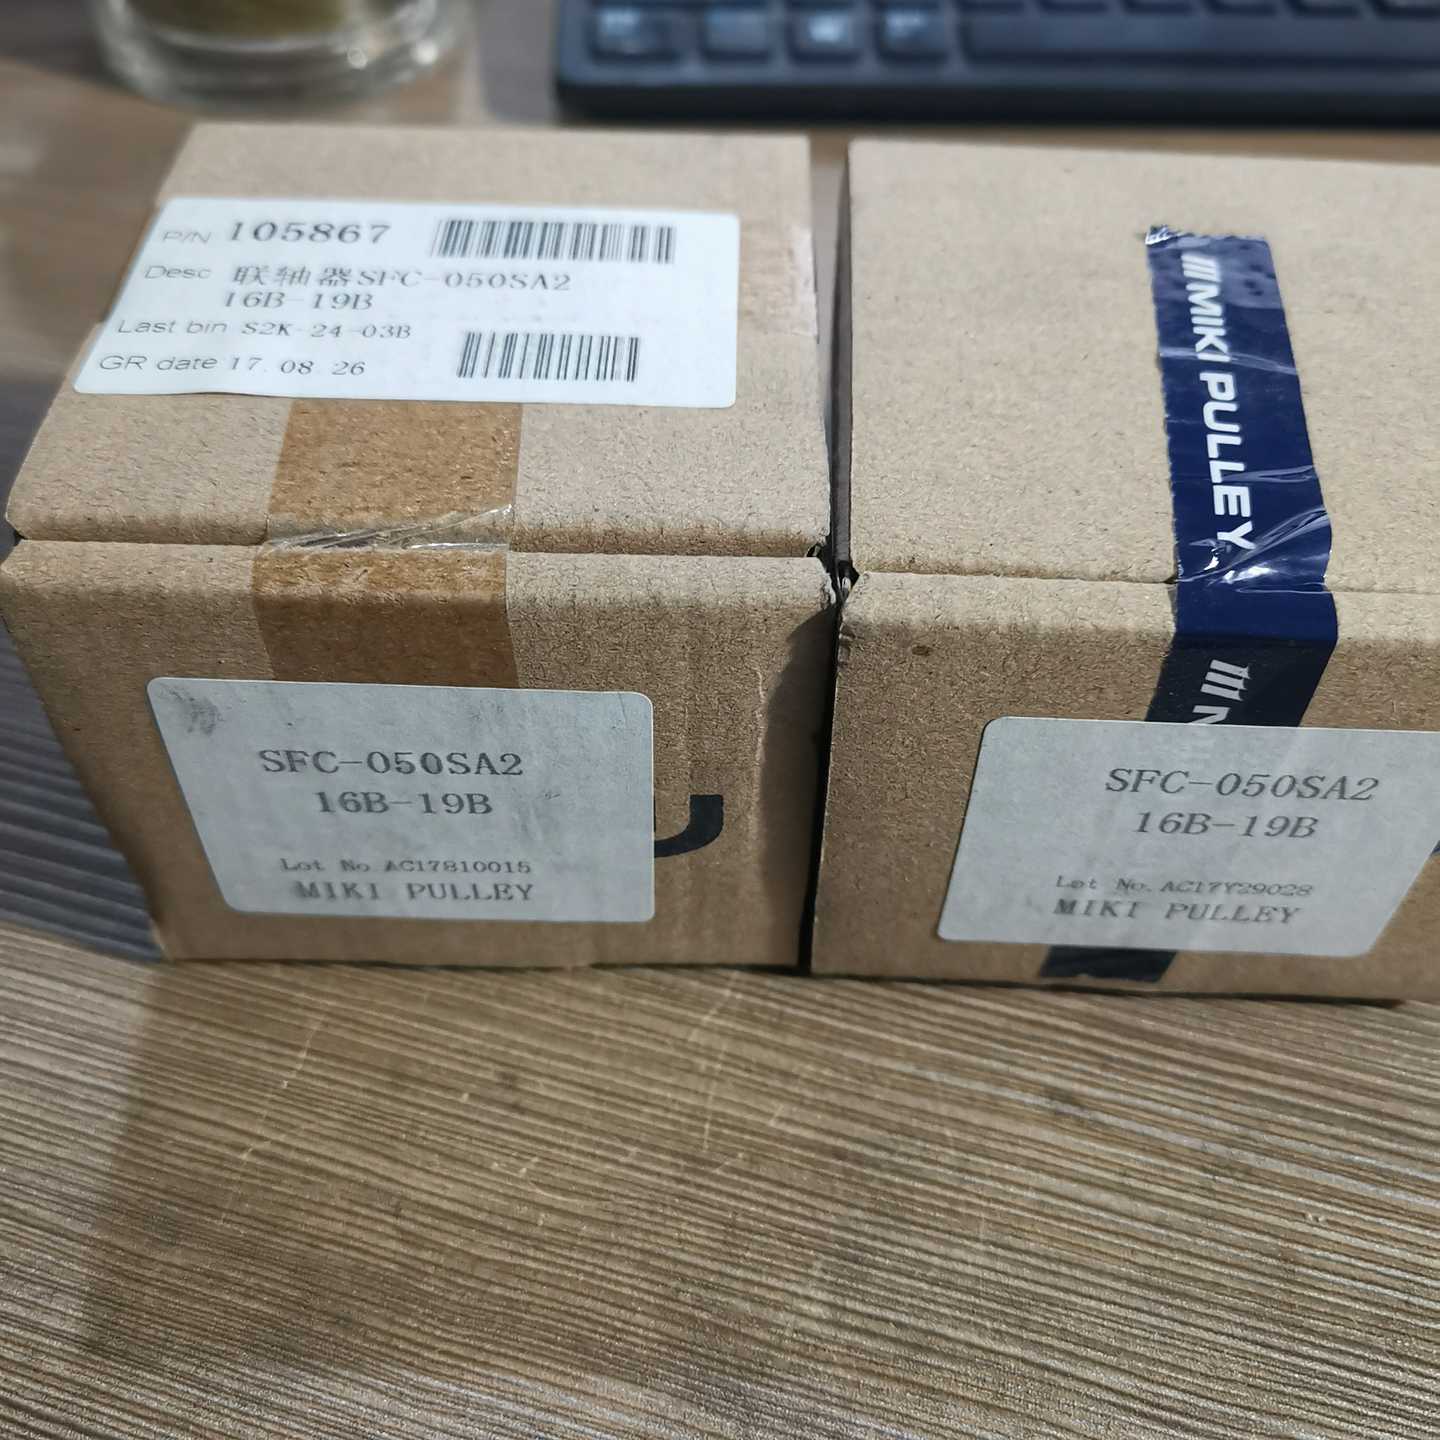 P/N 105867
Desc 联轴器SFC-050SA2
16B-19B
Last bin S2K-24-03B
GR date 17.08.26
SFC-050SA2
16B-19B
Lot No. AC17810015
MIKI PULLEY
MIKI PULLEY
SFC-050SA2
16B-19B
Lot No. AC17Y29028
MIKI PULLEY